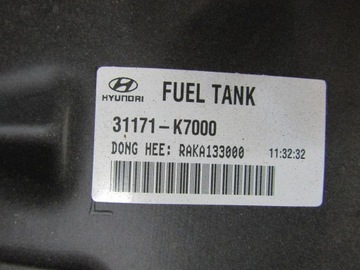 HYUNDAI
FUEL TANK
31171-K7000
DONG HEE: RAKA133000 11:32:32